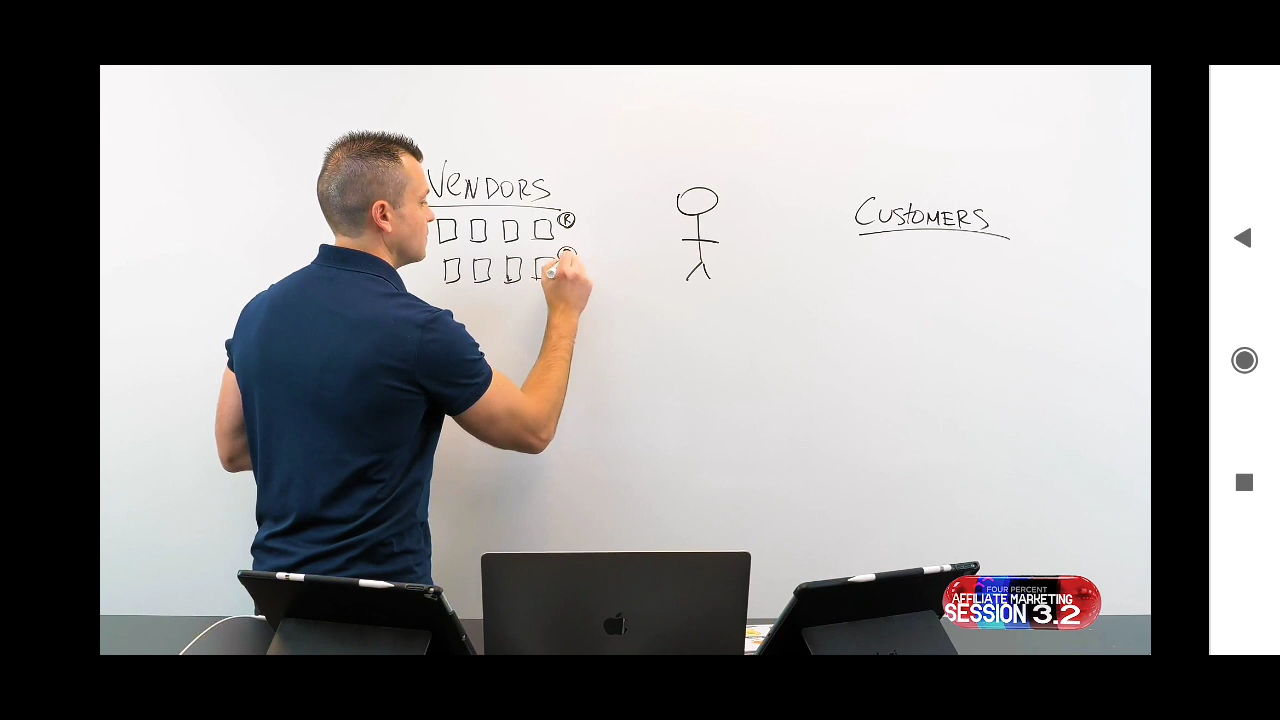 VENDORS
R
CUSTOMERS
FOUR PERCENT
AFFILIATE MARKETING
SESSION 3.2